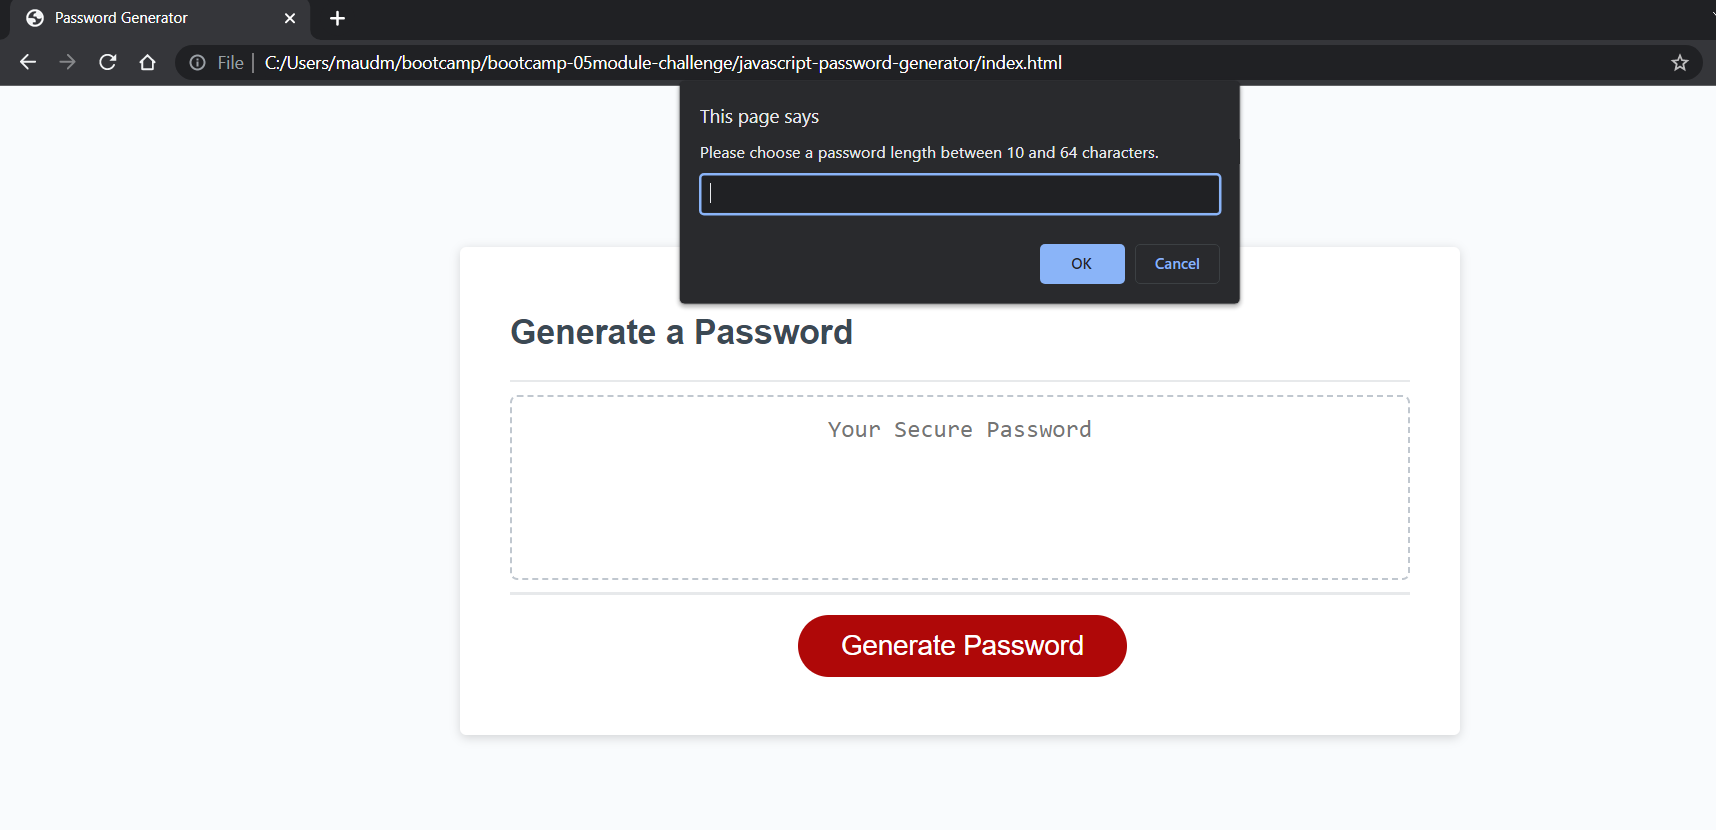 Password Generator
File
C:/Users/maudm/bootcamp/bootcamp-05module-challenge/javascript-password-generator/index.html
This page says
Please choose a password length between 10 and 64 characters.
OK
Cancel
Generate a Password
Your Secure Password
Generate Password